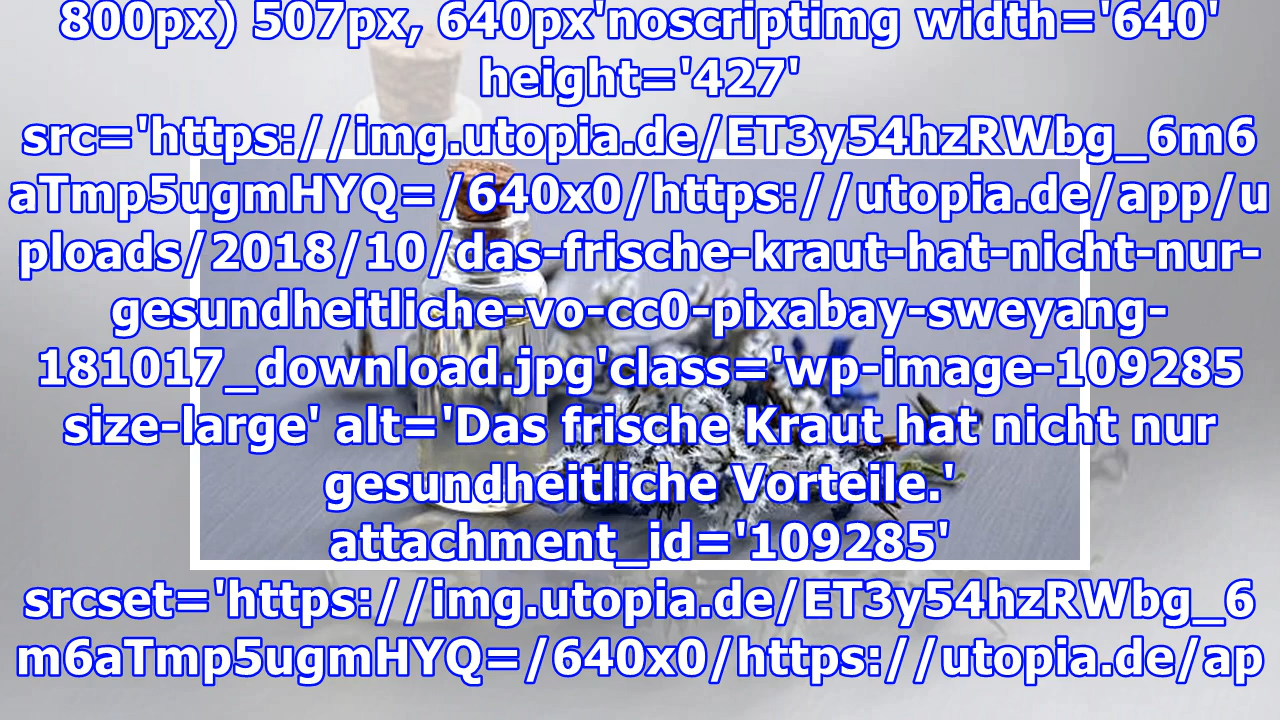 800px) 507px, 640px'noscriptimg width='640'
height='427'
src='https://img.utopia.de/ET3y54hzRWbg_6m6
aTmp5ugmHYQ=/640x0/https://utopia.de/app/u
ploads/2018/10/das-frische-kraut-hat-nicht-nur-
gesundheitliche-vo-cc0-pixabay-sweyang-
181017_download.jpg'class='wp-image-109285
size-large' alt='Das frische Kraut hat nicht nur
gesundheitliche Vorteile.'
attachment_id='109285'
srcset='https://img.utopia.de/ET3y54hzRWbg_6
m6aTmp5ugmHYQ=/640x0/https://utopia.de/ap